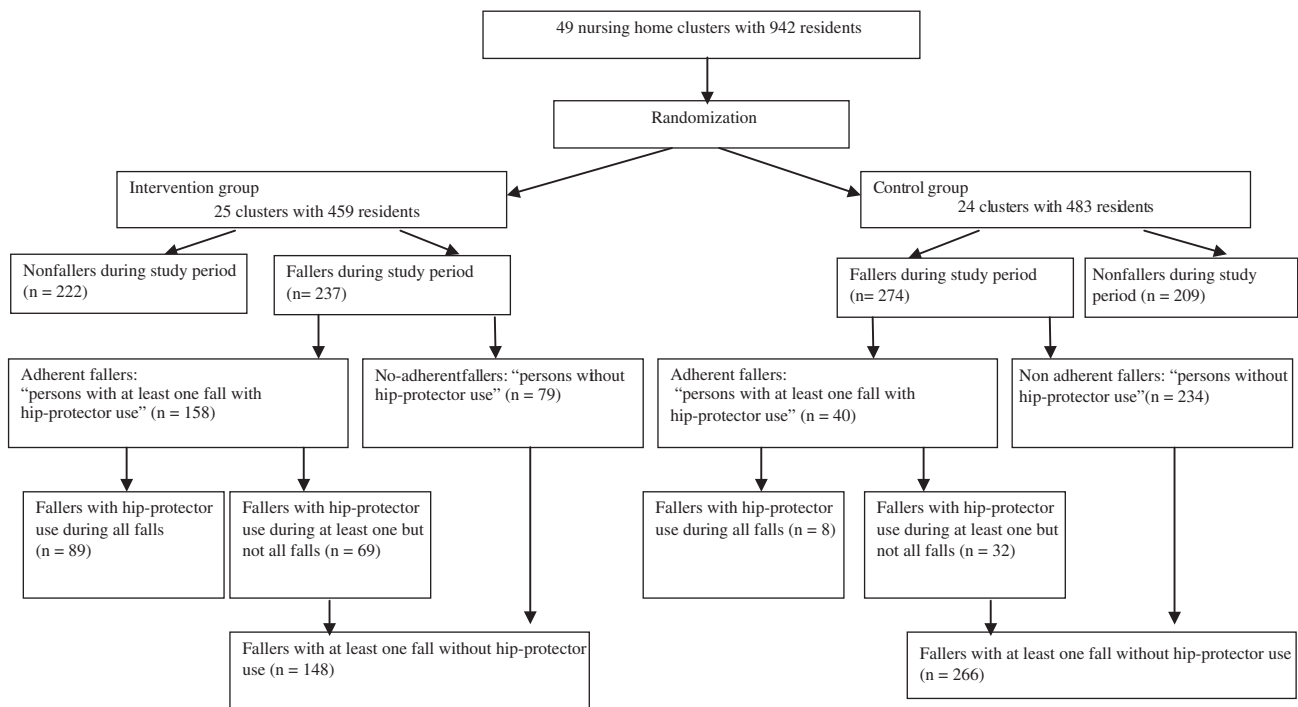 49 nursing home clusters with 942 residents
Randomization
Intervention group
25 clusters with 459 residents
Control group
24 clusters with 483 residents
Nonfallers during study period
(n = 222)
Fallers during study period
(n= 237)
Fallers during study period
(n= 274)
Nonfallers during study
period (n = 209)
Adherent fallers:
“persons with at least one fall with
hip-protector use” (n = 158)
No-adherentfallers: “persons without
hip-protector use” (n = 79)
Adherent fallers:
“persons with at least one fall with
hip-protector use” (n = 40)
Non adherent fallers: “persons without
hip-protector use”(n = 234)
Fallers with hip-protector
use during all falls
(n = 89)
Fallers with hip-protector
use during at least one but
not all falls (n = 69)
Fallers with hip-protector
use during all falls (n = 8)
Fallers with hip-protector
use during at least one but
not all falls (n = 32)
Fallers with at least one fall without hip-protector
use (n = 148)
Fallers with at least one fall without hip-protector use
(n = 266)